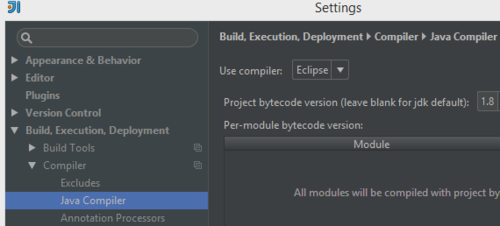 Settings
Appearance & Behavior
Editor
Plugins
Version Control
Build, Execution, Deployment
Build Tools
Compiler
Excludes
Java Compiler
Annotation Processors
Build, Execution, Deployment Compiler Java Compiler
Use compiler: Eclipse
Project bytecode version (leave blank for jdk default): 1.8
Per-module bytecode version:
Module
All modules will be compiled with project by